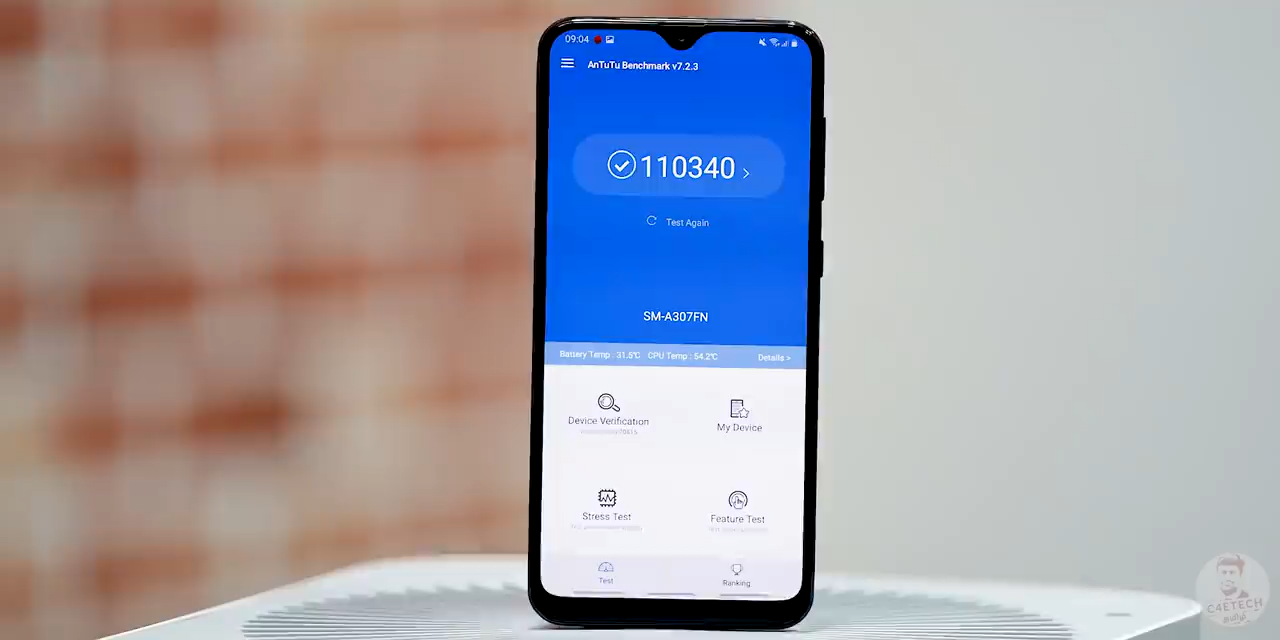 09:04
AnTuTu Benchmark v7.2.3
110340 >
Test Again
SM-A307FN
Battery Temp : 31.5℃ CPU Temp : 54.2℃ Details >
Device Verification
My Device
Stress Test
Feature Test
Test
Ranking
C4ETECH
தமிழ்